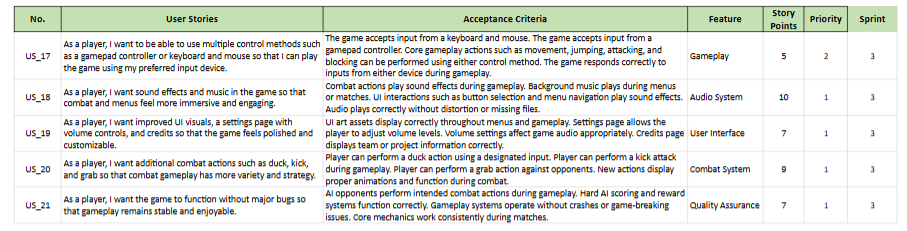 No. User Stories Acceptance Criteria Feature Story Points Priority Sprint
US_17
As a player, I want to be able to use multiple control methods such
as a gamepad controller or keyboard and mouse so that I can play
the game using my preferred input device.
The game accepts input from a keyboard and mouse. The game accepts input from a
gamepad controller. Core gameplay actions such as movement, jumping, attacking, and
blocking can be performed using either control method. The game responds correctly to
inputs from either device during gameplay.
Gameplay 5 2 3
US_18
As a player, I want sound effects and music in the game so that
combat and menus feel more immersive and engaging.
Combat actions play sound effects during gameplay. Background music plays during menus
or matches. UI interactions such as button selection and menu navigation play sound effects.
Audio plays correctly without distortion or missing files.
Audio System 10 1 3
US_19
As a player, I want improved UI visuals, a settings page with
volume controls, and credits so that the game feels polished and
customizable.
UI art assets display correctly throughout menus and gameplay. Settings page allows the
player to adjust volume levels. Volume settings affect game audio appropriately. Credits page
displays team or project information correctly.
User Interface 7 1 3
US_20
As a player, I want additional combat actions such as duck, kick,
and grab so that combat gameplay has more variety and strategy.
Player can perform a duck action using a designated input. Player can perform a kick attack
during gameplay. Player can perform a grab action against opponents. New actions display
proper animations and function during combat.
Combat System 9 1 3
US_21
As a player, I want the game to function without major bugs so
that gameplay remains stable and enjoyable.
AI opponents perform intended combat actions during gameplay. Hard AI scoring and reward
systems function correctly. Gameplay systems operate without crashes or game-breaking
issues. Core mechanics work consistently during matches.
Quality Assurance 7 1 3